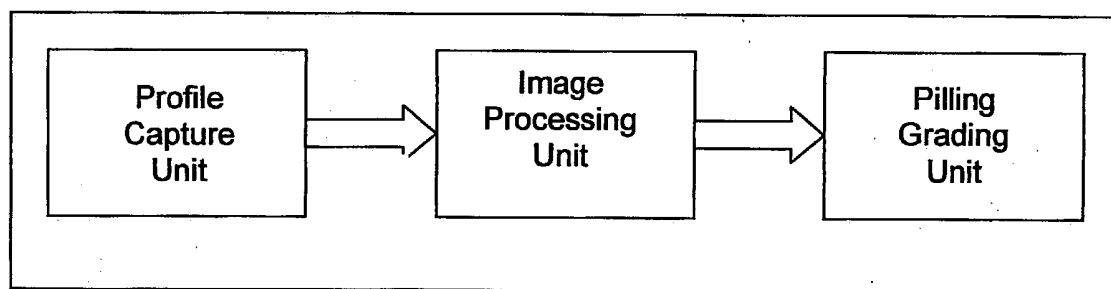 Profile
Capture
Unit
Image
Processing
Unit
Pilling
Grading
Unit